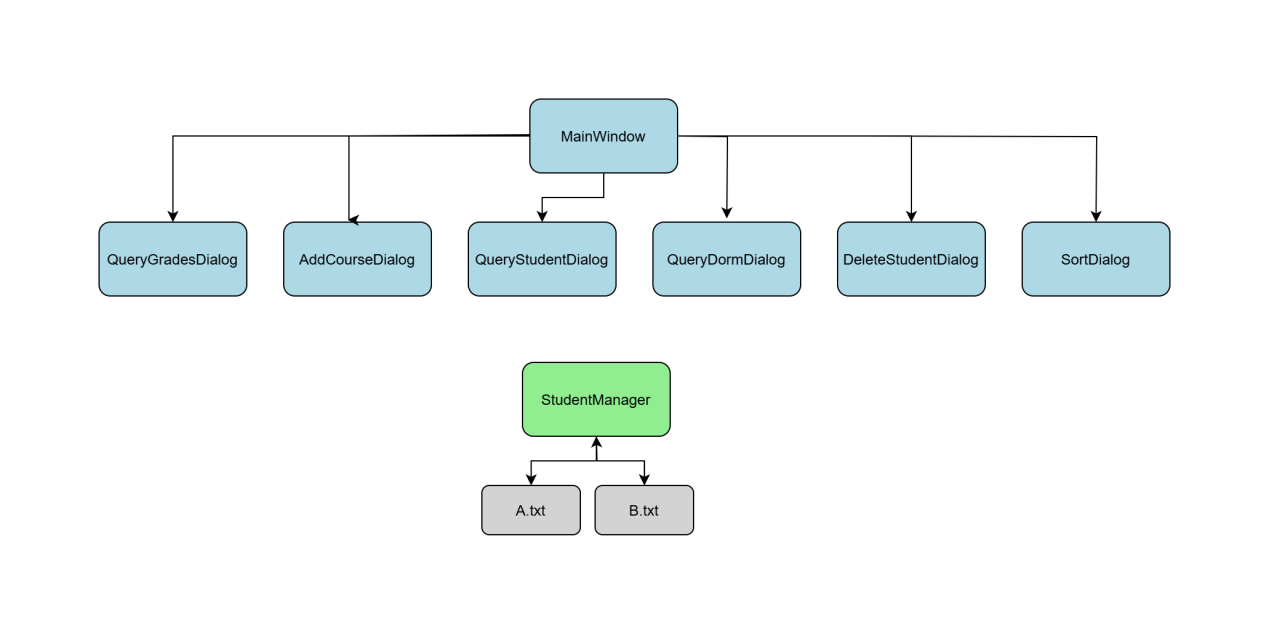 MainWindow
QueryGradesDialog
AddCourseDialog
QueryStudentDialog
QueryDormDialog
DeleteStudentDialog
SortDialog
StudentManager
A.txt
B.txt